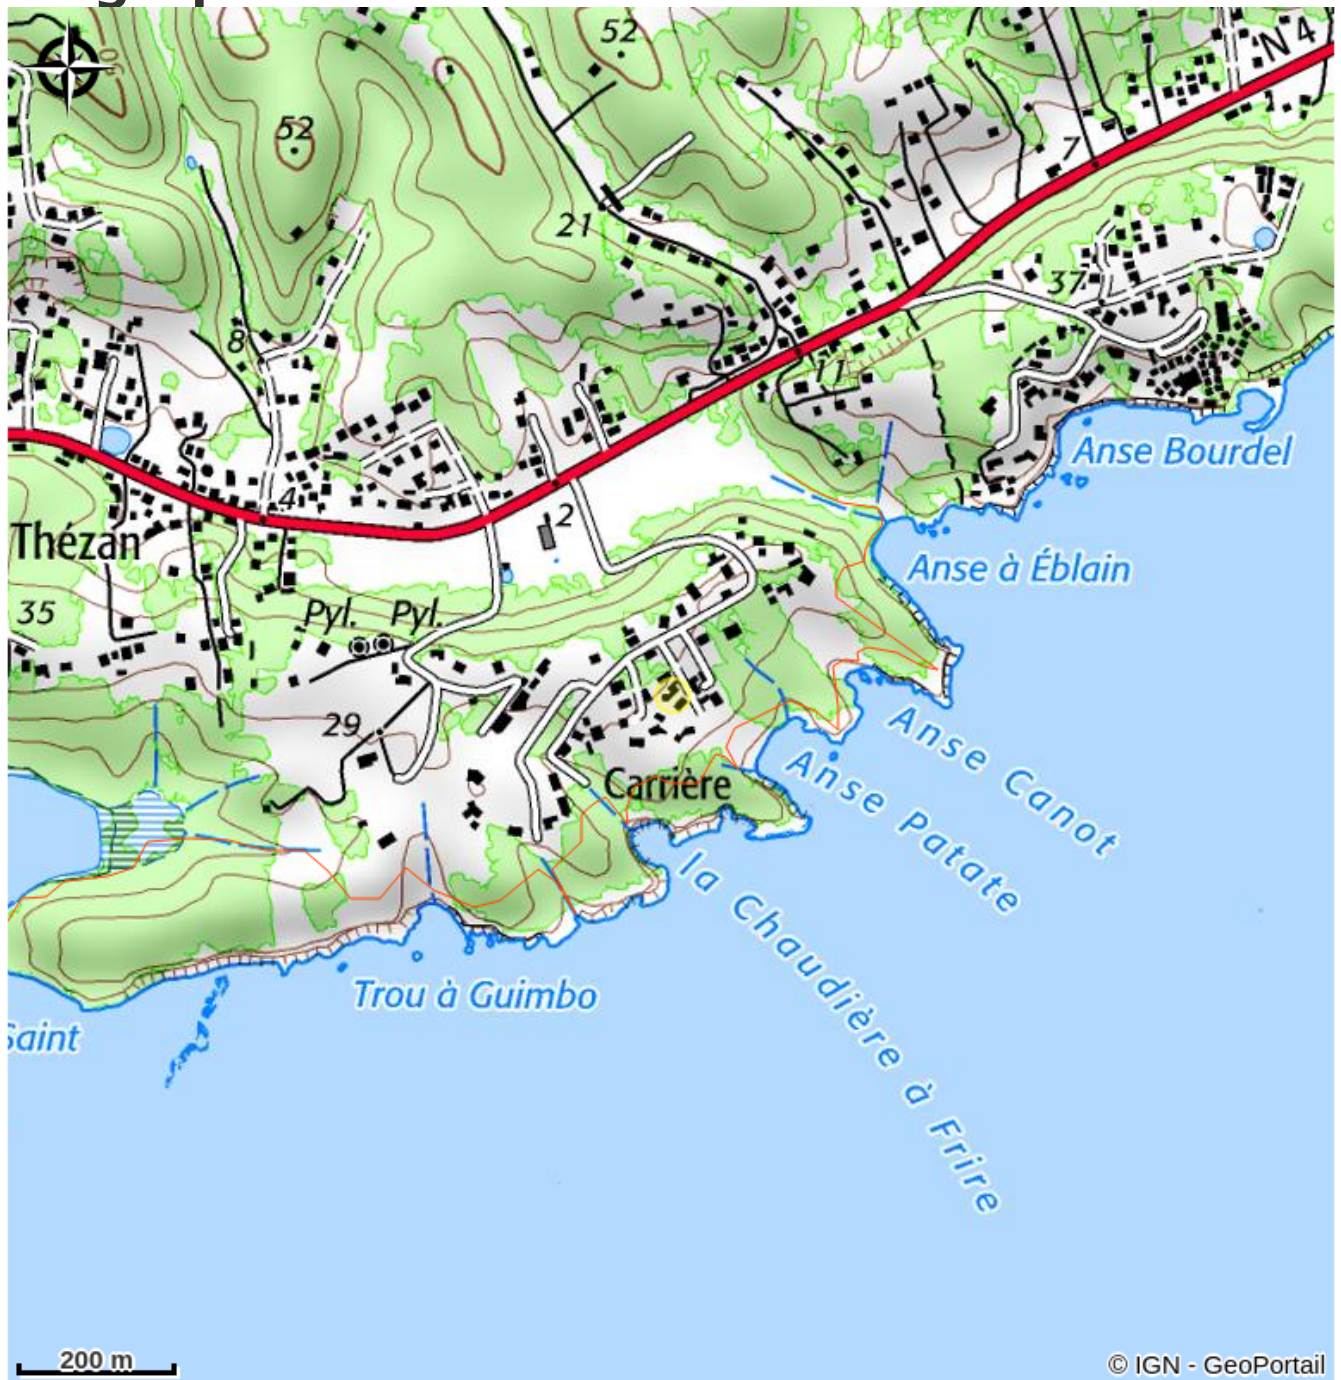 52
N 4
52
7
21
37
8
11
Anse Bourdel
4
2
Thézan
Anse à Éblain
35
Pyl. Pyl.
29
Anse Canot
Carrière
Anse Patate
la Chaudière à Frire
Trou à Guimbo
Saint
200 m
© IGN - GeoPortail